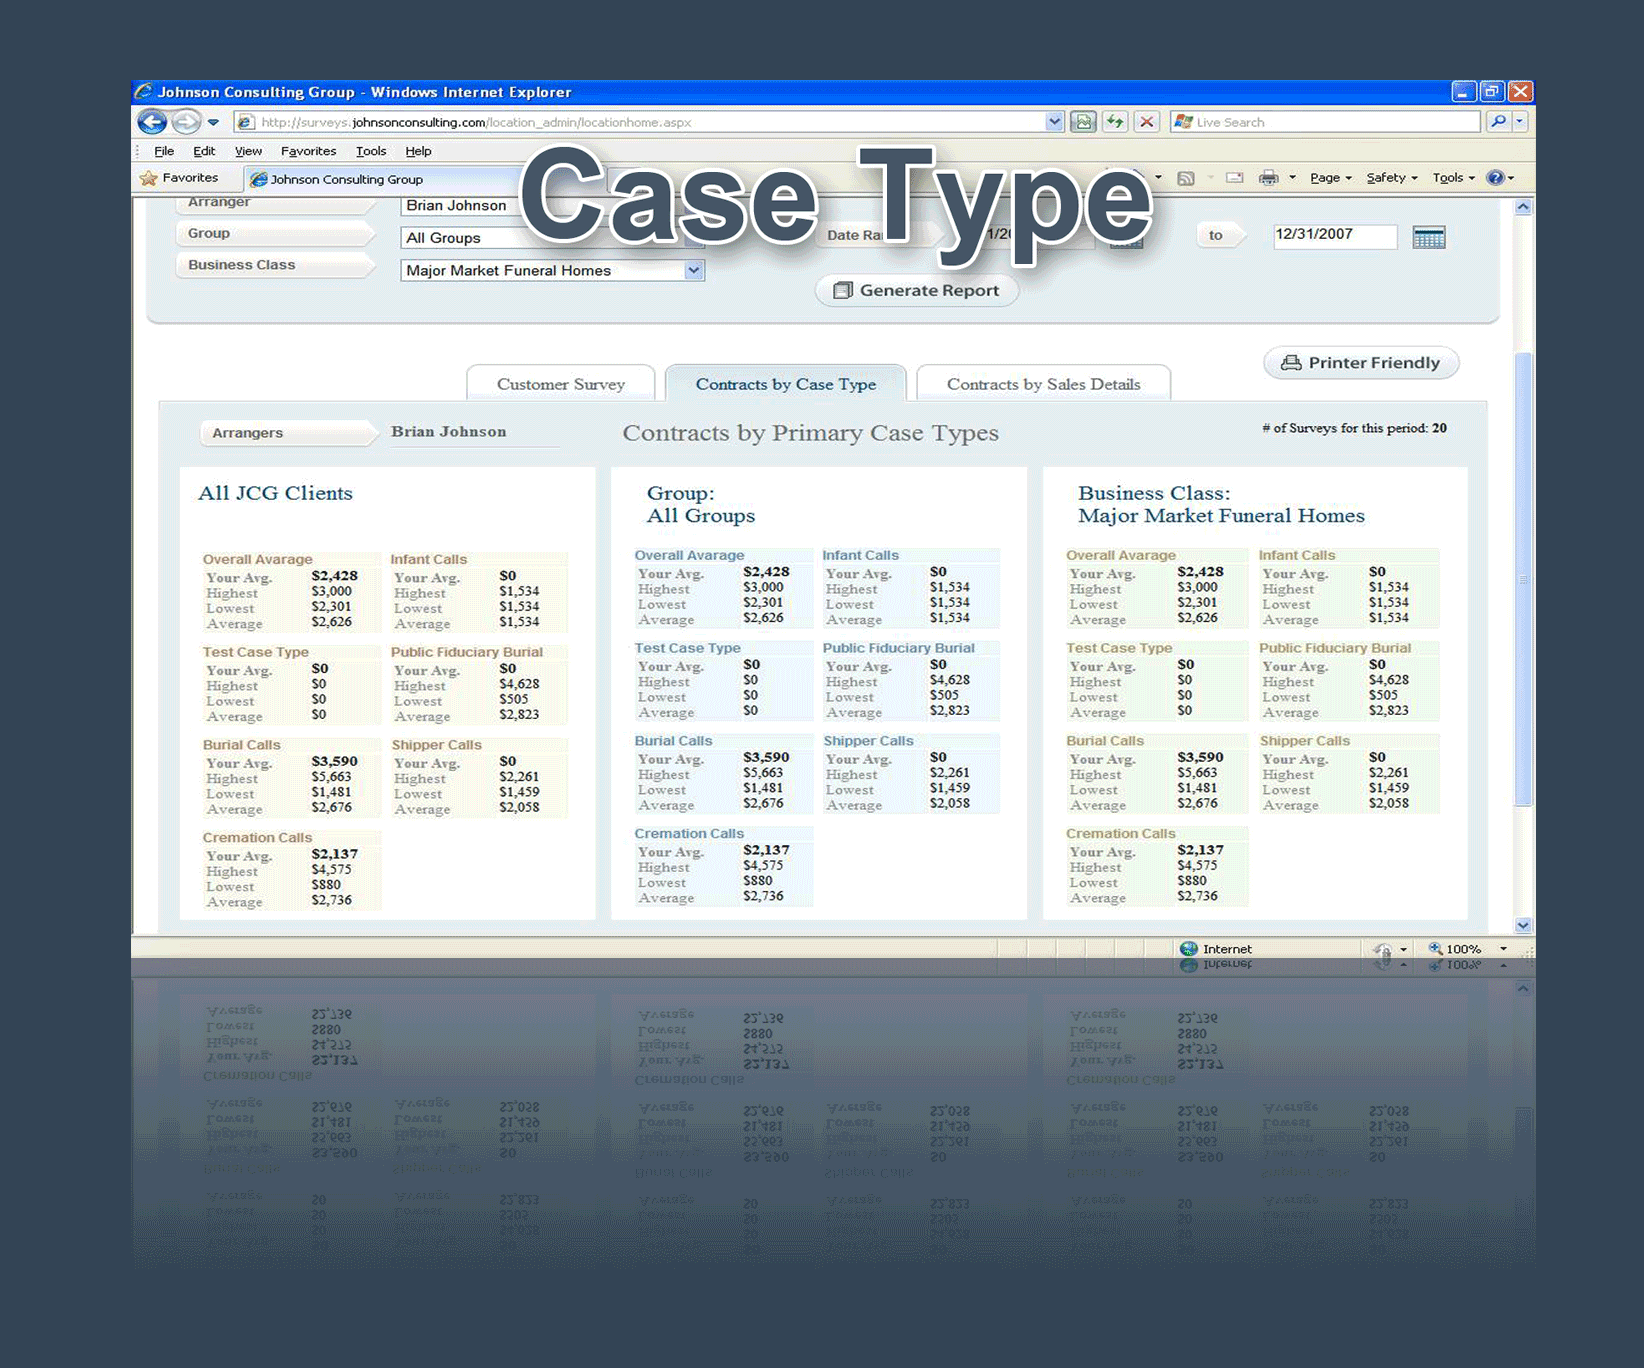 Case Type
Johnson Consulting Group - Windows Internet Explorer
http://surveys.johnsonconsulting.com/location_admin/locationhome.aspx
Live Search
File Edit View Favorites Tools Help
Favorites
Johnson Consulting Group
Page Safety Tools
Arranger Brian Johnson
Group All Groups
Date to 12/31/2007
Business Class Major Market Funeral Homes
Generate Report
Printer Friendly
Customer Survey Contracts by Case Type Contracts by Sales Details
Arrangers Brian Johnson Contracts by Primary Case Types # of Surveys for this period: 20
All JCG Clients
Overall Avarage Infant Calls
Your Avg. $2,428 Your Avg. $0
Highest $3,000 Highest $1,534
Lowest $2,301 Lowest $1,534
Average $2,626 Average $1,534
Test Case Type Public Fiduciary Burial
Your Avg. $0 Your Avg. $0
Highest $0 Highest $4,628
Lowest $0 Lowest $505
Average $0 Average $2,823
Burial Calls Shipper Calls
Your Avg. $3,590 Your Avg. $0
Highest $5,663 Highest $2,261
Lowest $1,481 Lowest $1,459
Average $2,676 Average $2,058
Cremation Calls
Your Avg. $2,137
Highest $4,575
Lowest $880
Average $2,736
Group:
All Groups
Overall Avarage Infant Calls
Your Avg. $2,428 Your Avg. $0
Highest $3,000 Highest $1,534
Lowest $2,301 Lowest $1,534
Average $2,626 Average $1,534
Test Case Type Public Fiduciary Burial
Your Avg. $0 Your Avg. $0
Highest $0 Highest $4,628
Lowest $0 Lowest $505
Average $0 Average $2,823
Burial Calls Shipper Calls
Your Avg. $3,590 Your Avg. $0
Highest $5,663 Highest $2,261
Lowest $1,481 Lowest $1,459
Average $2,676 Average $2,058
Cremation Calls
Your Avg. $2,137
Highest $4,575
Lowest $880
Average $2,736
Business Class:
Major Market Funeral Homes
Overall Avarage Infant Calls
Your Avg. $2,428 Your Avg. $0
Highest $3,000 Highest $1,534
Lowest $2,301 Lowest $1,534
Average $2,626 Average $1,534
Test Case Type Public Fiduciary Burial
Your Avg. $0 Your Avg. $0
Highest $0 Highest $4,628
Lowest $0 Lowest $505
Average $0 Average $2,823
Burial Calls Shipper Calls
Your Avg. $3,590 Your Avg. $0
Highest $5,663 Highest $2,261
Lowest $1,481 Lowest $1,459
Average $2,676 Average $2,058
Cremation Calls
Your Avg. $2,137
Highest $4,575
Lowest $880
Average $2,736
Internet 100%